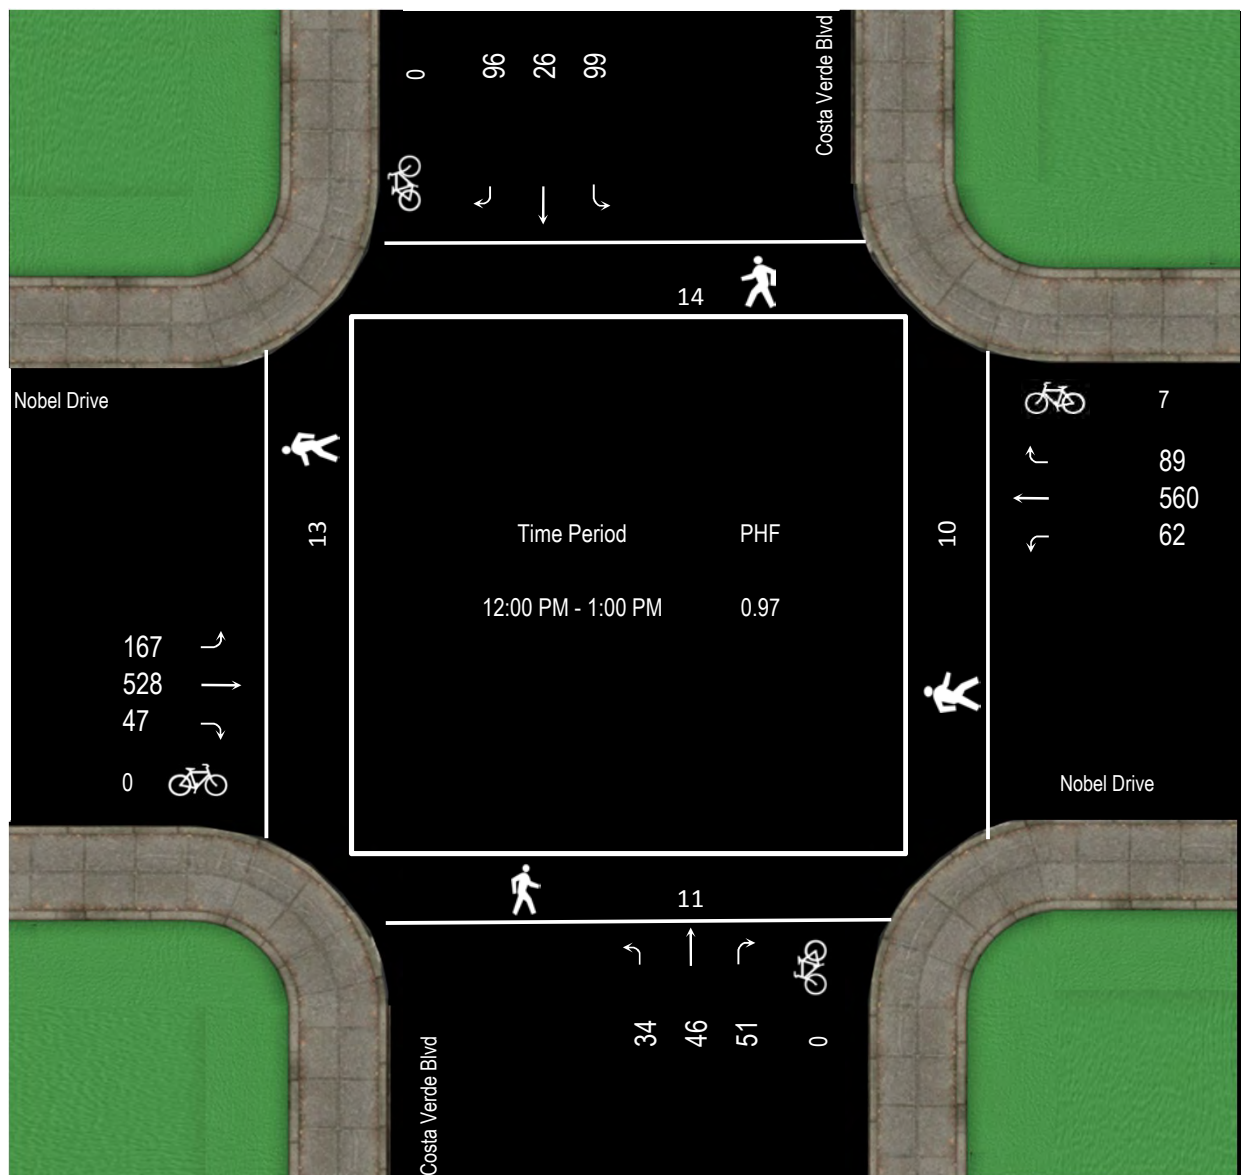 0 96 26 99
Costa Verde Blvd
14
Nobel Drive
7
89
560
62
13
10
Time Period PHF
12:00 PM - 1:00 PM 0.97
167
528
47
0
Nobel Drive
11
34 46 51 0
Costa Verde Blvd